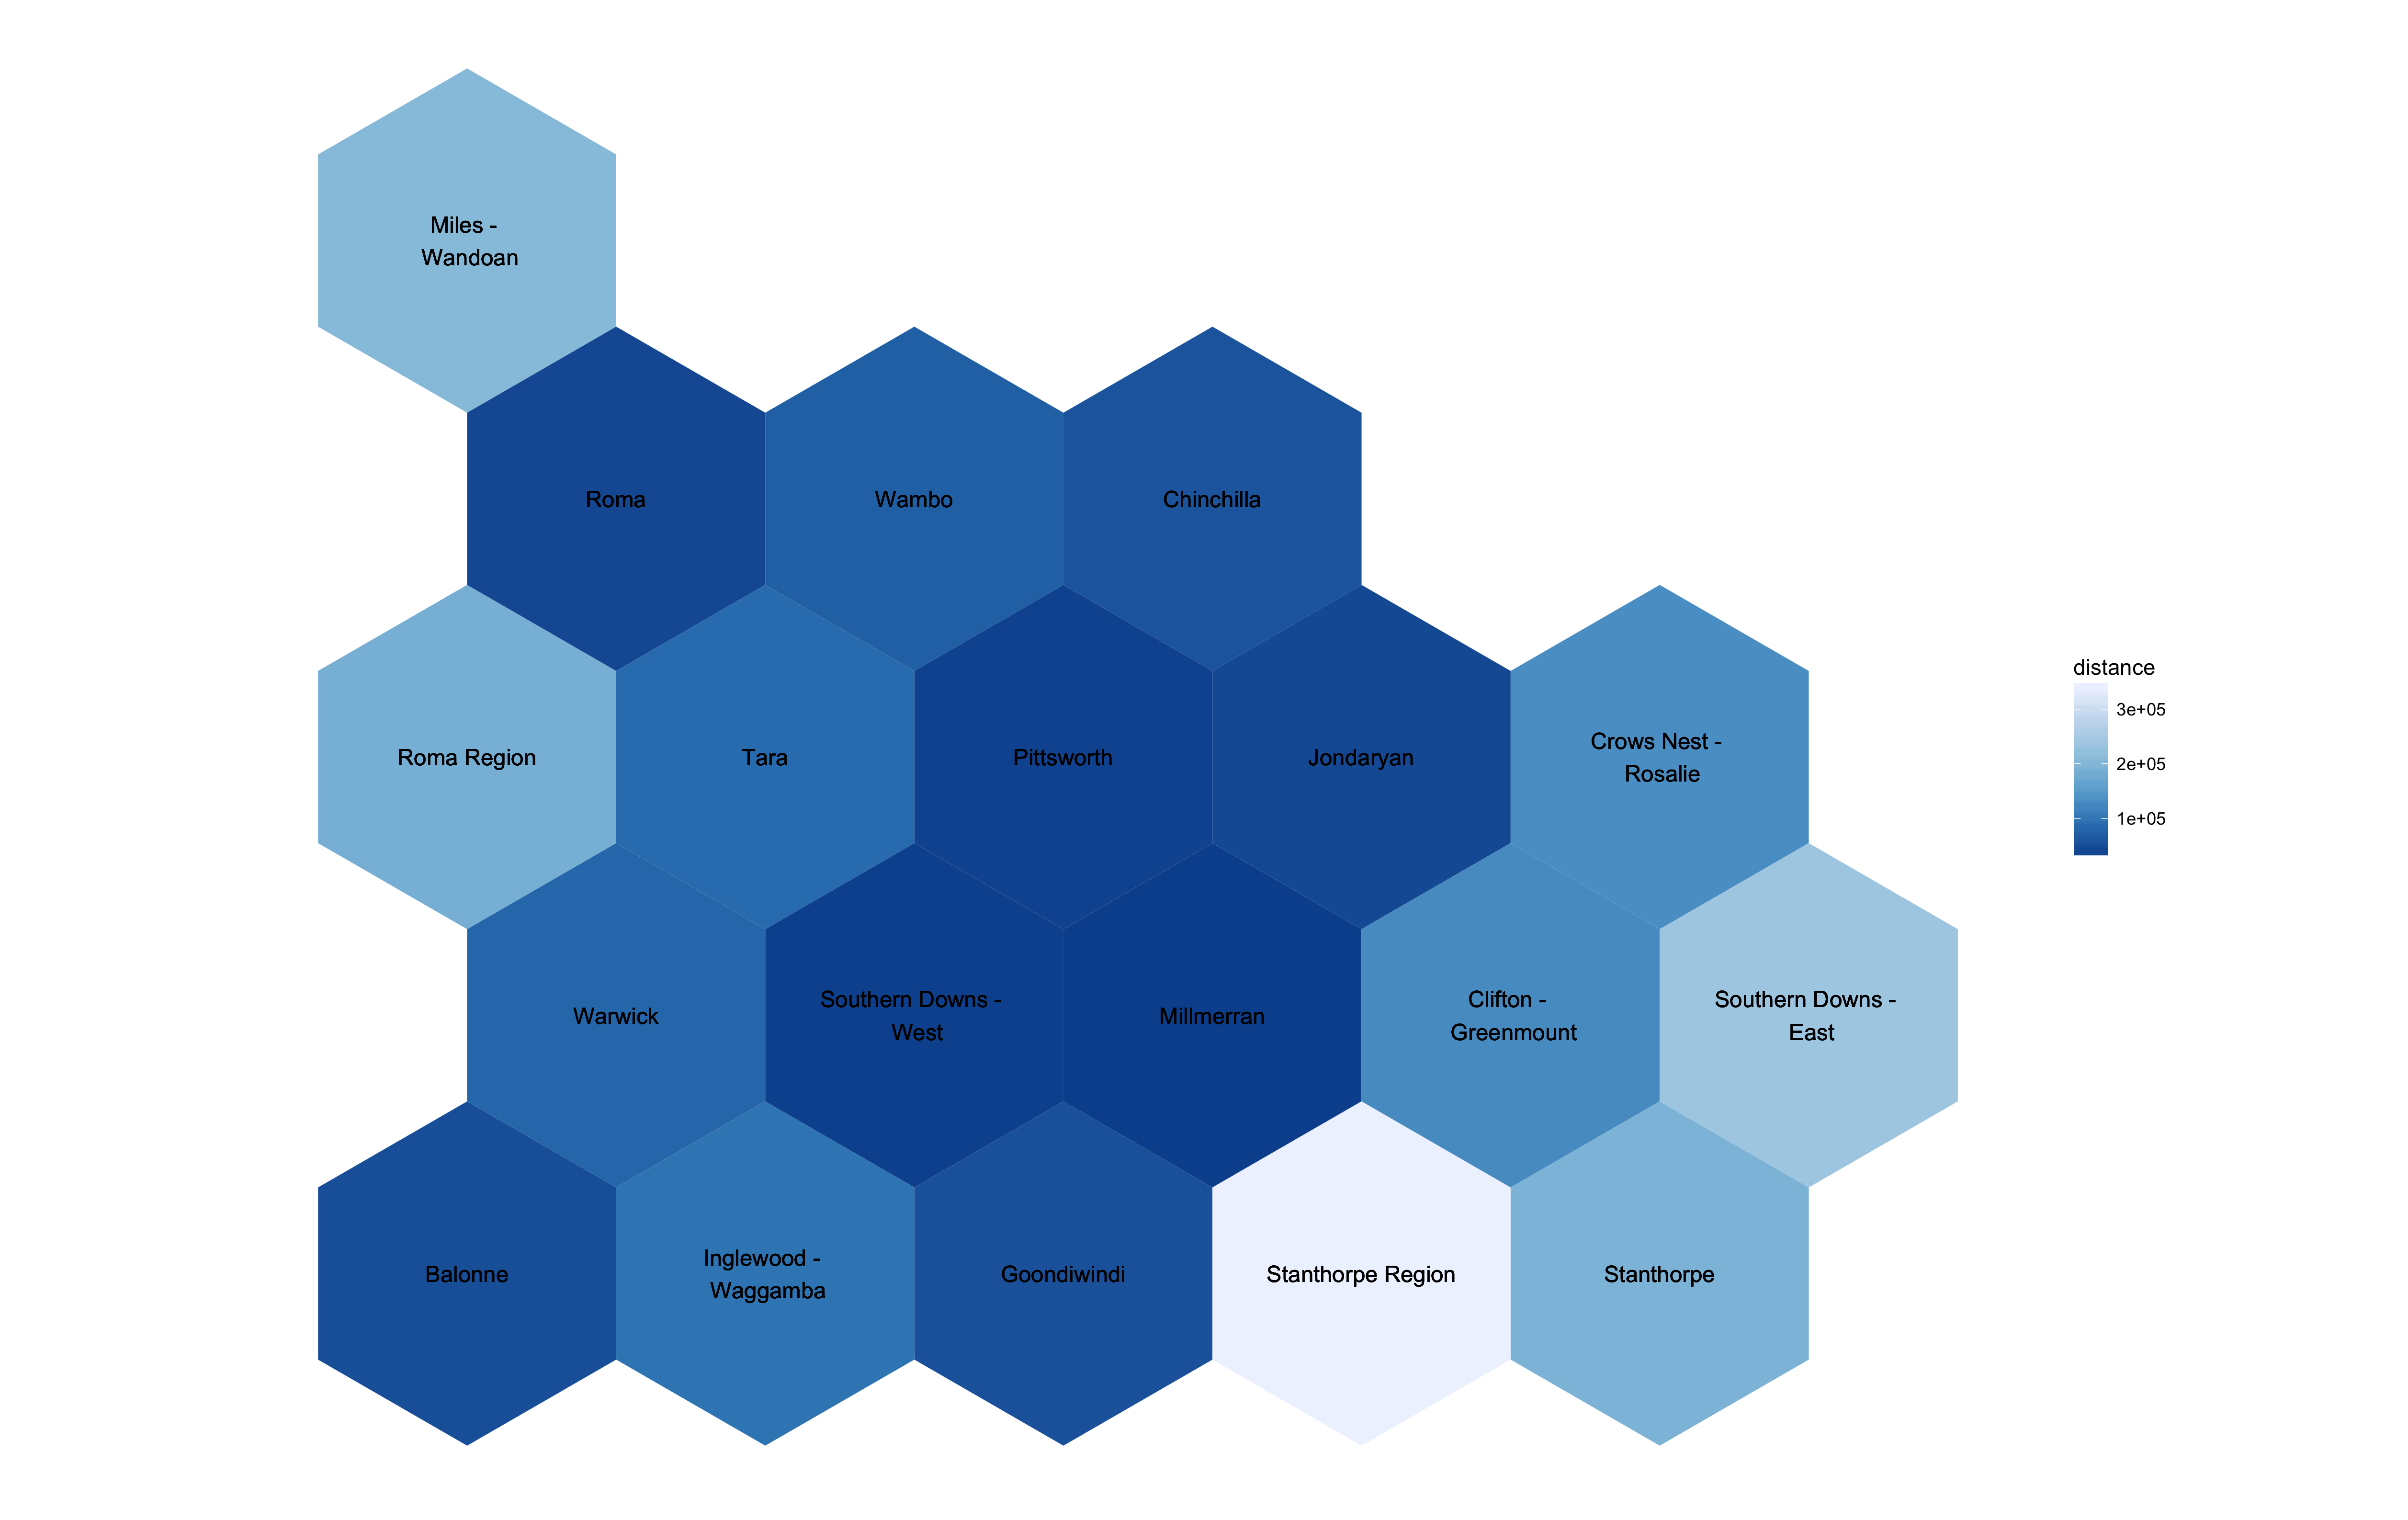 Miles -
Wandoan
Roma
Wambo
Chinchilla
Roma Region
Tara
Pittsworth
Jondaryan
Crows Nest -
Rosalie
Warwick
Southern Downs -
West
Millmerran
Clifton -
Greenmount
Southern Downs -
East
Balonne
Inglewood -
Waggamba
Goondiwindi
Stanthorpe Region
Stanthorpe
distance
3e+05
2e+05
1e+05